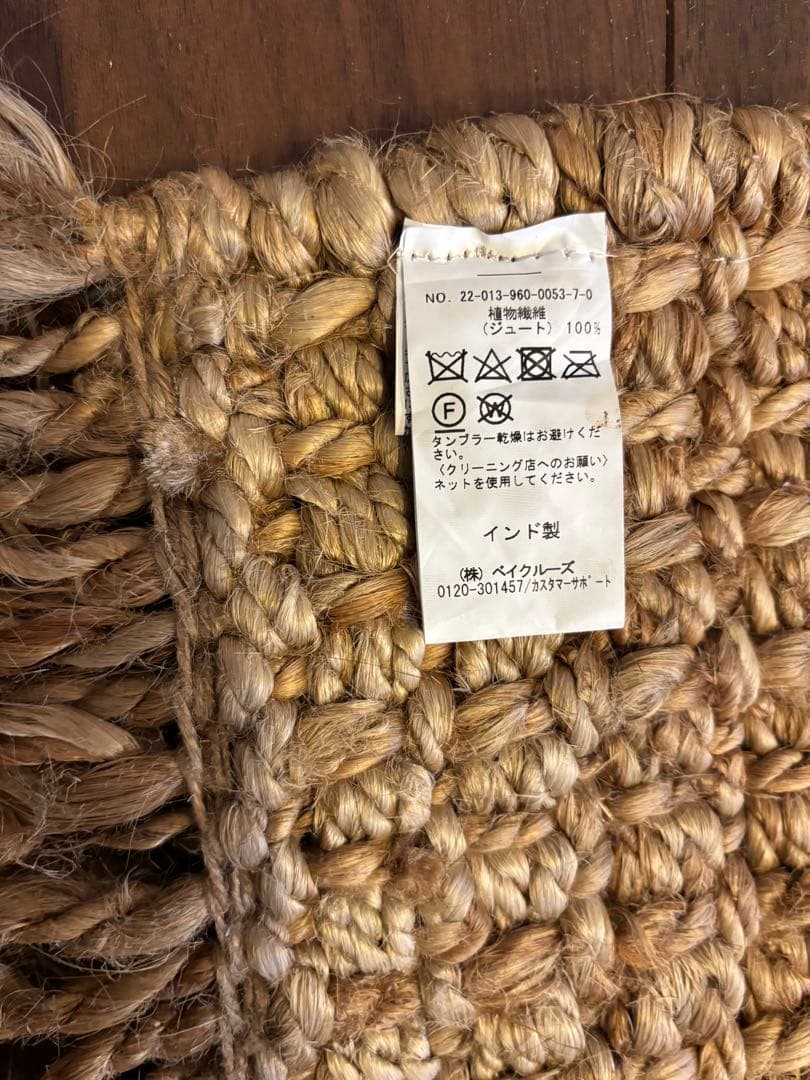 NO. 22-013-960-0053-7-0
植物繊維
(ジュート) 100%
F W
タンブラー乾燥はお避けくだ
さい。
〈クリーニング店へのお願い〉
ネットを使用してください。
インド製
(株) ベイクルーズ
0120-301457/カスタマーサポート